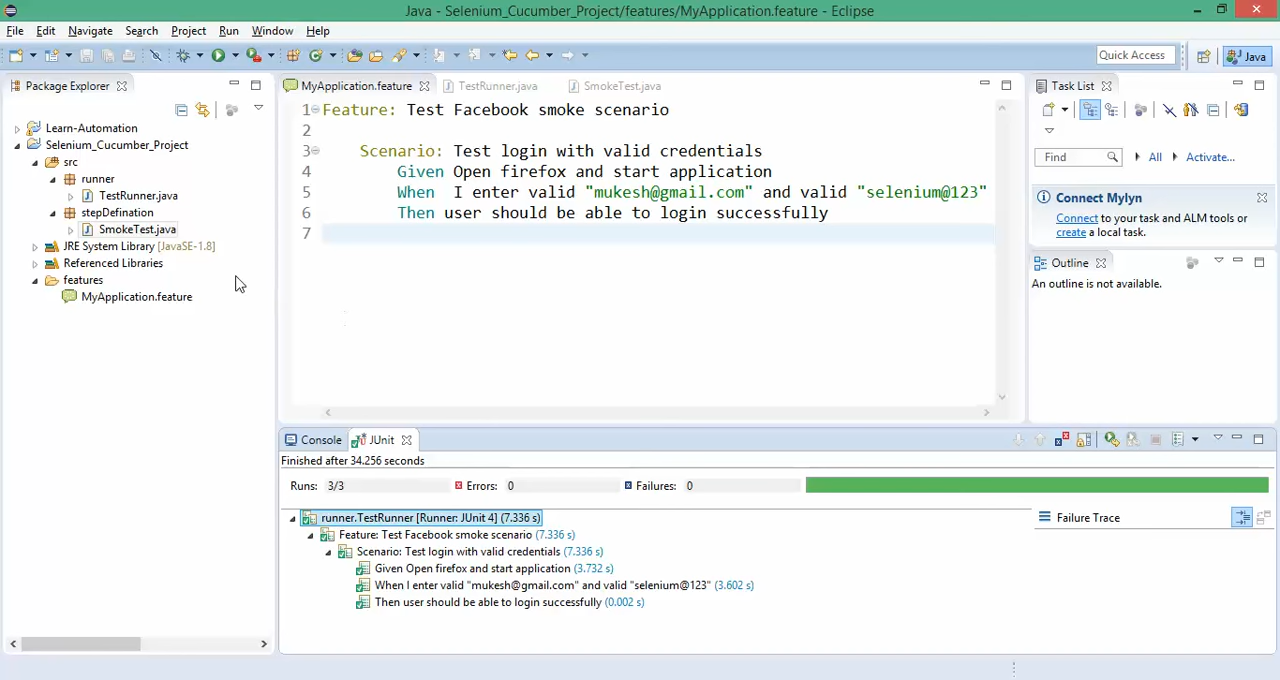 Java - Selenium_Cucumber_Project/features/MyApplication.feature - Eclipse
File Edit Navigate Search Project Run Window Help
Quick Access
Java
Package Explorer
MyApplication.feature
TestRunner.java
SmokeTest.java
Task List
Learn-Automation
Selenium_Cucumber_Project
src
runner
TestRunner.java
stepDefination
SmokeTest.java
JRE System Library [JavaSE-1.8]
Referenced Libraries
features
MyApplication.feature
1 Feature: Test Facebook smoke scenario
2
3 Scenario: Test login with valid credentials
4 Given Open firefox and start application
5 When I enter valid "mukesh@gmail.com" and valid "selenium@123"
6 Then user should be able to login successfully
7
Find
All
Activate...
Connect Mylyn
Connect to your task and ALM tools or
create a local task.
Outline
An outline is not available.
Console
JUnit
Finished after 34.256 seconds
Runs: 3/3
Errors: 0
Failures: 0
runner.TestRunner [Runner: JUnit 4] (7.336 s)
Feature: Test Facebook smoke scenario (7.336 s)
Scenario: Test login with valid credentials (7.336 s)
Given Open firefox and start application (3.732 s)
When I enter valid "mukesh@gmail.com" and valid "selenium@123" (3.602 s)
Then user should be able to login successfully (0.002 s)
Failure Trace